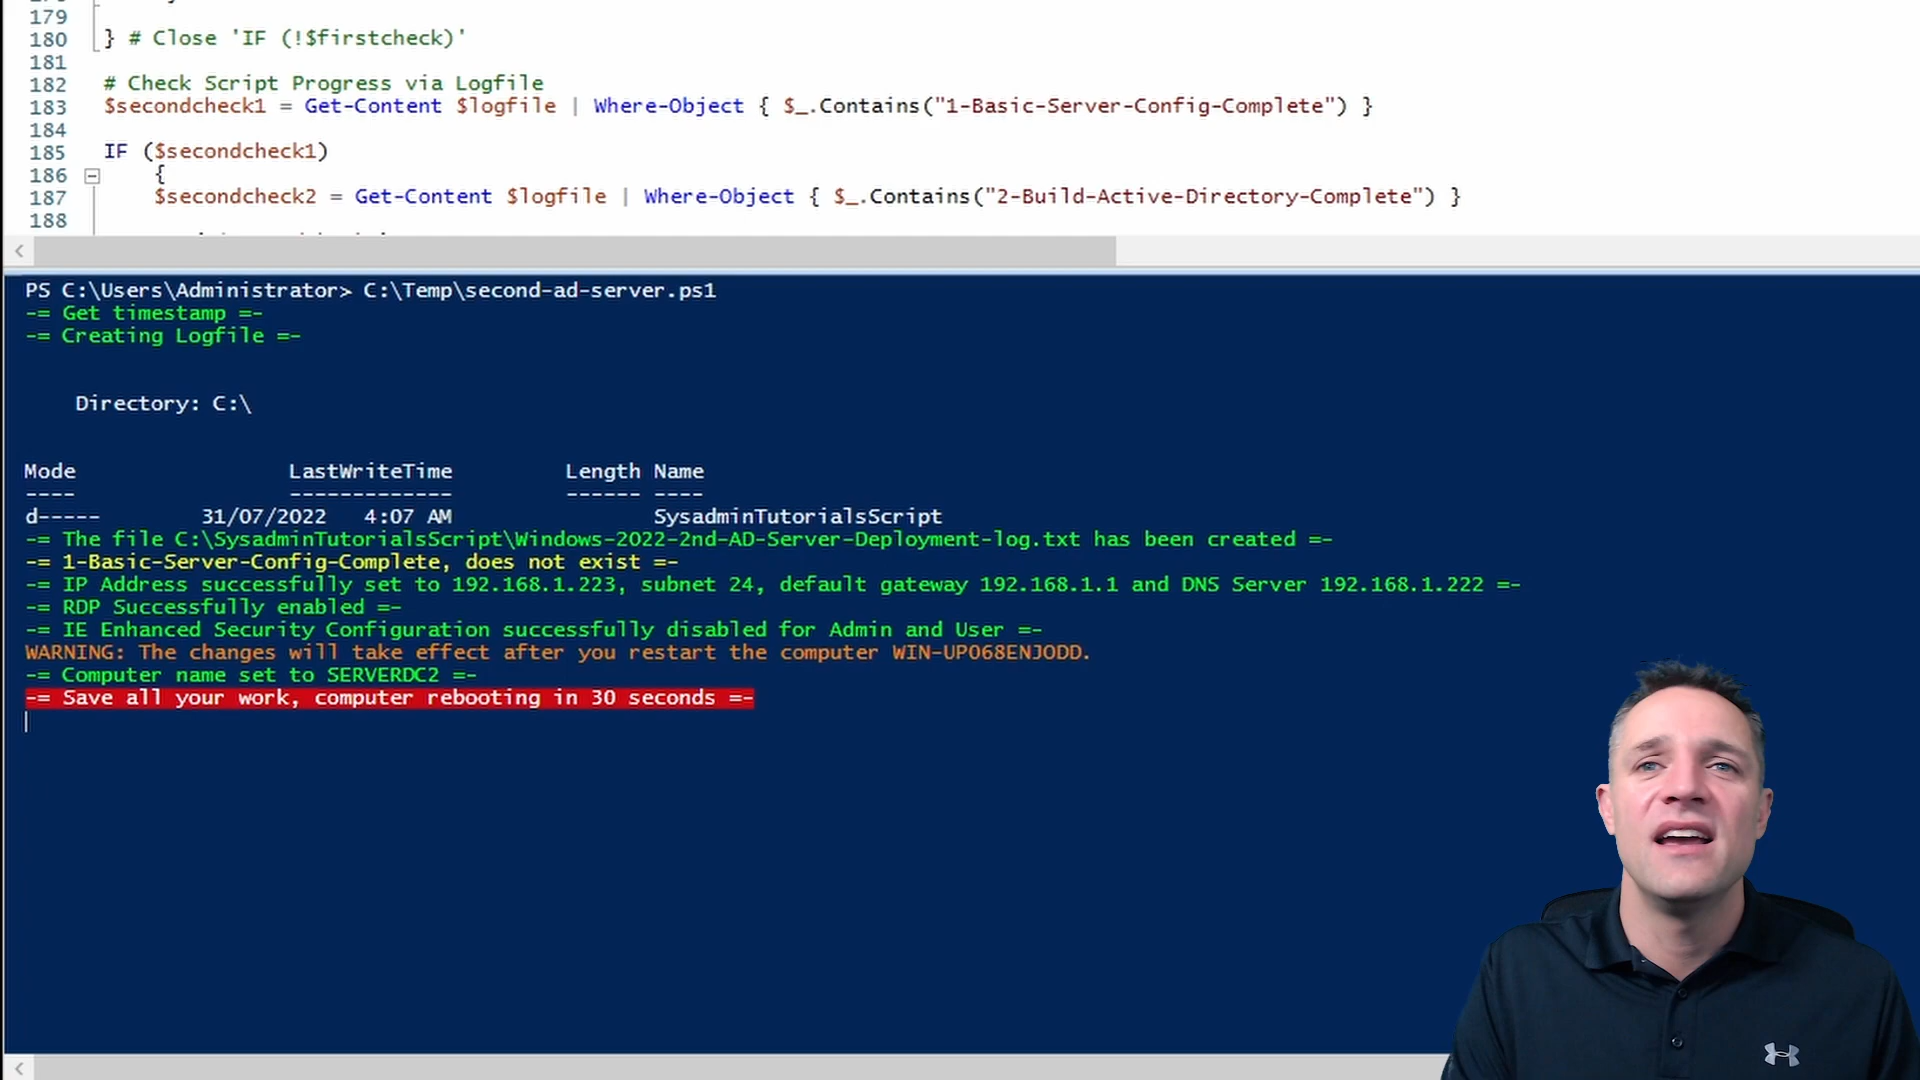 179
180 } # Close 'IF (!$firstcheck)'
181
182 # Check Script Progress via Logfile
183 $secondcheck1 = Get-Content $logfile | Where-Object { $_.Contains("1-Basic-Server-Config-Complete") }
184
185 IF ($secondcheck1)
186 {
187 $secondcheck2 = Get-Content $logfile | Where-Object { $_.Contains("2-Build-Active-Directory-Complete") }
188
PS C:\Users\Administrator> C:\Temp\second-ad-server.ps1
-= Get timestamp =-
-= Creating Logfile =-
Directory: C:\
Mode LastWriteTime Length Name
---- ------------- ------ ----
d----- 31/07/2022 4:07 AM SysadminTutorialsScript
-= The file C:\SysadminTutorialsScript\Windows-2022-2nd-AD-Server-Deployment-log.txt has been created =-
-= 1-Basic-Server-Config-Complete, does not exist =-
-= IP Address successfully set to 192.168.1.223, subnet 24, default gateway 192.168.1.1 and DNS Server 192.168.1.222 =-
-= RDP Successfully enabled =-
-= IE Enhanced Security Configuration successfully disabled for Admin and User =-
WARNING: The changes will take effect after you restart the computer WIN-UPO68ENJODD.
-= Computer name set to SERVERDC2 =-
-= Save all your work, computer rebooting in 30 seconds =-